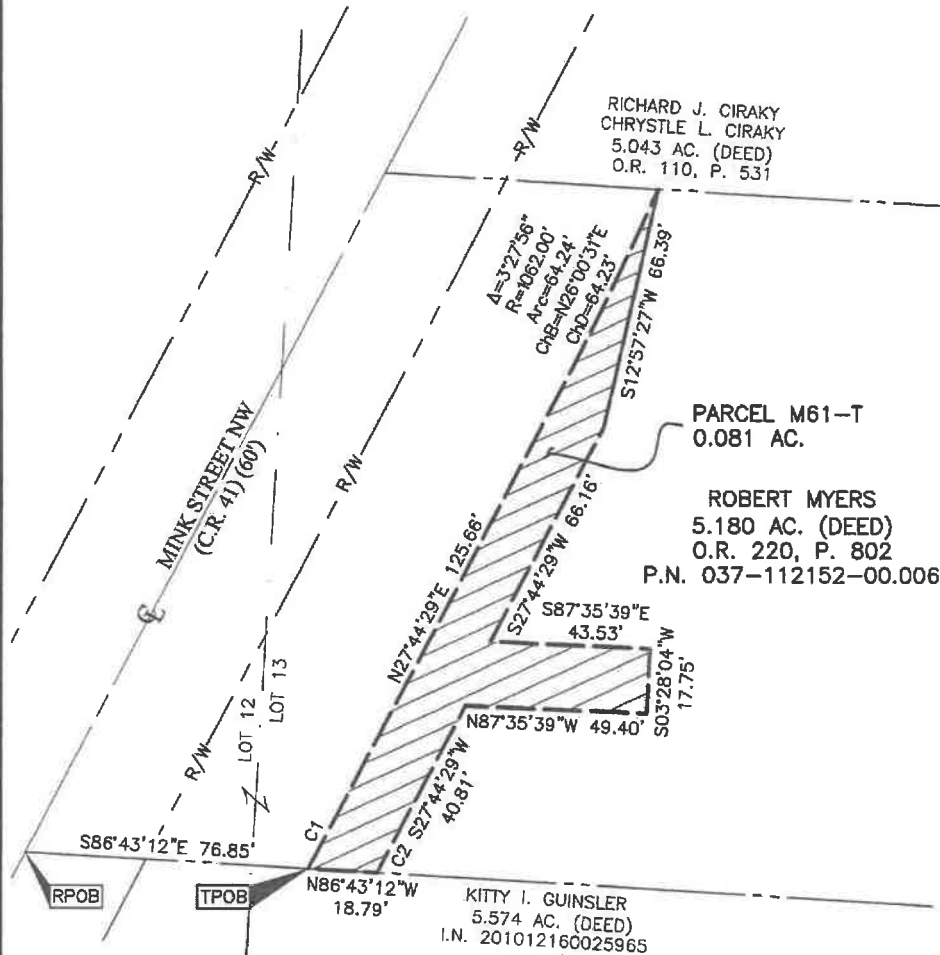 RICHARD J. CIRAKY
CHRYSTLE L. CIRAKY
5.043 AC. (DEED)
O.R. 110, P. 531
R/W
R/W
Δ=3°27'56"
R=1062.00'
Arc=64.24'
ChB=N26°00'31"E
ChD=64.23'
S12°57'27"W 66.39'
PARCEL M61-T
0.081 AC.
ROBERT MYERS
5.180 AC. (DEED)
O.R. 220, P. 802
P.N. 037-112152-00.006
MINK STREET NW
(C.R. 41) (60')
R/W
N27°44'29"E 125.66'
S27°44'29"W 66.16'
S87°35'39"E
43.53'
S03°28'04"W
17.75'
N87°35'39"W 49.40'
S27°44'29"W
40.81'
LOT 12
LOT 13
R/W
C1
C2
S86°43'12"E 76.85'
RPOB
TPOB
N86°43'12"W
18.79'
KITTY I. GUINSLER
5.574 AC. (DEED)
I.N. 201012160025965